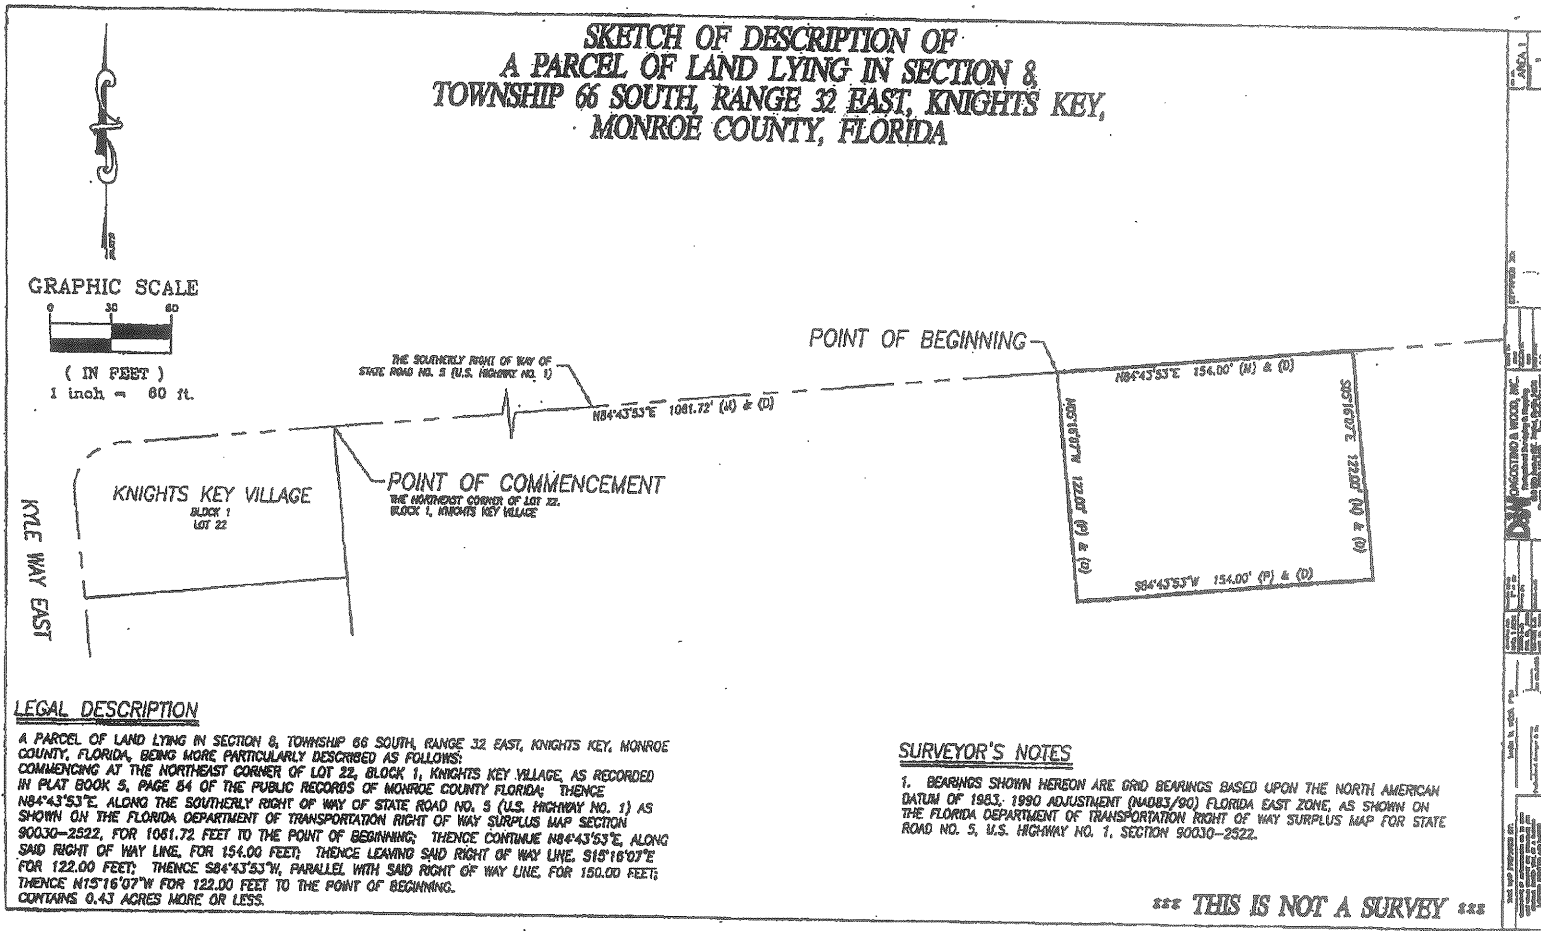 SKETCH OF DESCRIPTION OF
A PARCEL OF LAND LYING IN SECTION 8,
TOWNSHIP 66 SOUTH, RANGE 32 EAST, KNIGHTS KEY,
MONROE COUNTY, FLORIDA
GRAPHIC SCALE
0 30 60
( IN FEET )
1 inch = 60 ft.
THE SOUTHERLY RIGHT OF WAY OF
STATE ROAD NO. 5 (U.S. HIGHWAY NO. 1)
N84°43'53"E 1061.72' (M) & (D)
POINT OF BEGINNING
N84°43'53"E 154.00' (M) & (D)
S05°16'07"E 122.00' (M) & (D)
N05°16'07"W 122.00' (P) & (D)
S84°43'53"W 154.00' (P) & (D)
POINT OF COMMENCEMENT
THE NORTHEAST CORNER OF LOT 22,
BLOCK 1, KNIGHTS KEY VILLAGE
KNIGHTS KEY VILLAGE
BLOCK 1
LOT 22
KYLE WAY EAST
LEGAL DESCRIPTION
A PARCEL OF LAND LYING IN SECTION 8, TOWNSHIP 66 SOUTH, RANGE 32 EAST, KNIGHTS KEY, MONROE
COUNTY, FLORIDA, BEING MORE PARTICULARLY DESCRIBED AS FOLLOWS:
COMMENCING AT THE NORTHEAST CORNER OF LOT 22, BLOCK 1, KNIGHTS KEY VILLAGE, AS RECORDED
IN PLAT BOOK 5, PAGE 84 OF THE PUBLIC RECORDS OF MONROE COUNTY FLORIDA; THENCE
N84°43'53"E, ALONG THE SOUTHERLY RIGHT OF WAY OF STATE ROAD NO. 5 (U.S. HIGHWAY NO. 1) AS
SHOWN ON THE FLORIDA DEPARTMENT OF TRANSPORTATION RIGHT OF WAY SURPLUS MAP SECTION
90030-2522, FOR 1061.72 FEET TO THE POINT OF BEGINNING; THENCE CONTINUE N84°43'53"E, ALONG
SAID RIGHT OF WAY LINE, FOR 154.00 FEET; THENCE LEAVING SAID RIGHT OF WAY LINE, S15°16'07"E
FOR 122.00 FEET; THENCE S84°43'53"W, PARALLEL WITH SAID RIGHT OF WAY LINE, FOR 150.00 FEET;
THENCE N15°16'07"W FOR 122.00 FEET TO THE POINT OF BEGINNING.
CONTAINS 0.43 ACRES MORE OR LESS.
SURVEYOR'S NOTES
1. BEARINGS SHOWN HEREON ARE GRID BEARINGS BASED UPON THE NORTH AMERICAN
DATUM OF 1983, 1990 ADJUSTMENT (NAD83/90) FLORIDA EAST ZONE, AS SHOWN ON
THE FLORIDA DEPARTMENT OF TRANSPORTATION RIGHT OF WAY SURPLUS MAP FOR STATE
ROAD NO. 5, U.S. HIGHWAY NO. 1, SECTION 90030-2522.
*** THIS IS NOT A SURVEY ***
AREA 1
& WOOD, INC.